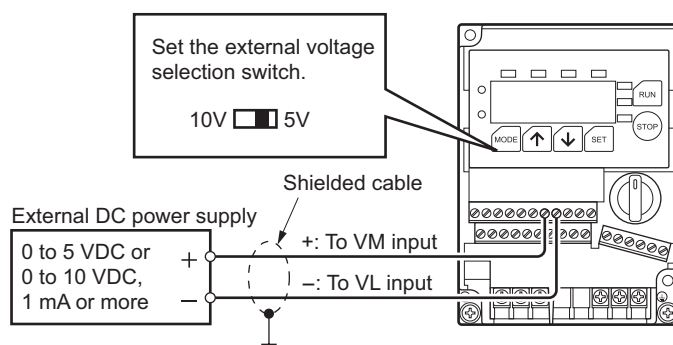 Set the external voltage
selection switch.
10V 5V
RUN
STOP
MODE SET
Shielded cable
External DC power supply
0 to 5 VDC or
0 to 10 VDC,
1 mA or more
+
–
+: To VM input
–: To VL input